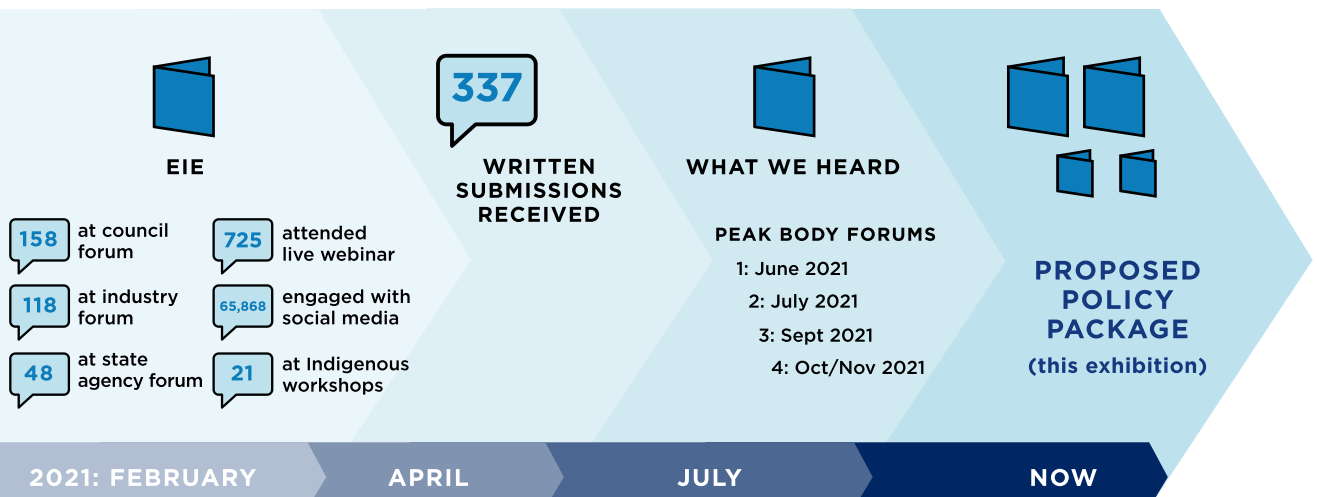 EIE
158
at council
forum
725
attended
live webinar
118
at industry
forum
65,868
engaged with
social media
48
at state
agency forum
21
at Indigenous
workshops
337
WRITTEN
SUBMISSIONS
RECEIVED
WHAT WE HEARD
PEAK BODY FORUMS
1: June 2021
2: July 2021
3: Sept 2021
4: Oct/Nov 2021
PROPOSED
POLICY
PACKAGE
(this exhibition)
2021: FEBRUARY
APRIL
JULY
NOW